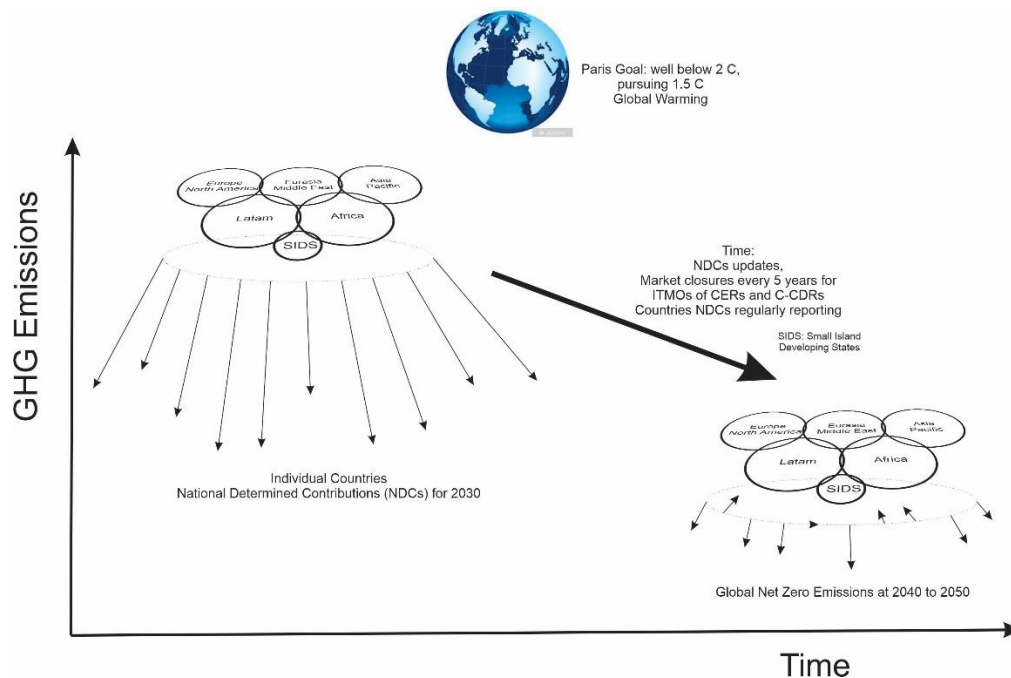 Paris Goal: well below 2 C,
pursuing 1.5 C
Global Warming
GHG Emissions
Europe
North America
Eurasia
Middle East
Asia
Pacific
Latam
Africa
SIDS
Time:
NDCs updates,
Market closures every 5 years for
ITMOs of CERs and C-CDRs
Countries NDCs regularly reporting
SIDS: Small Island
Developing States
Individual Countries
National Determined Contributions (NDCs) for 2030
Europe
North America
Eurasia
Middle East
Asia
Pacific
Latam
Africa
SIDS
Global Net Zero Emissions at 2040 to 2050
Time